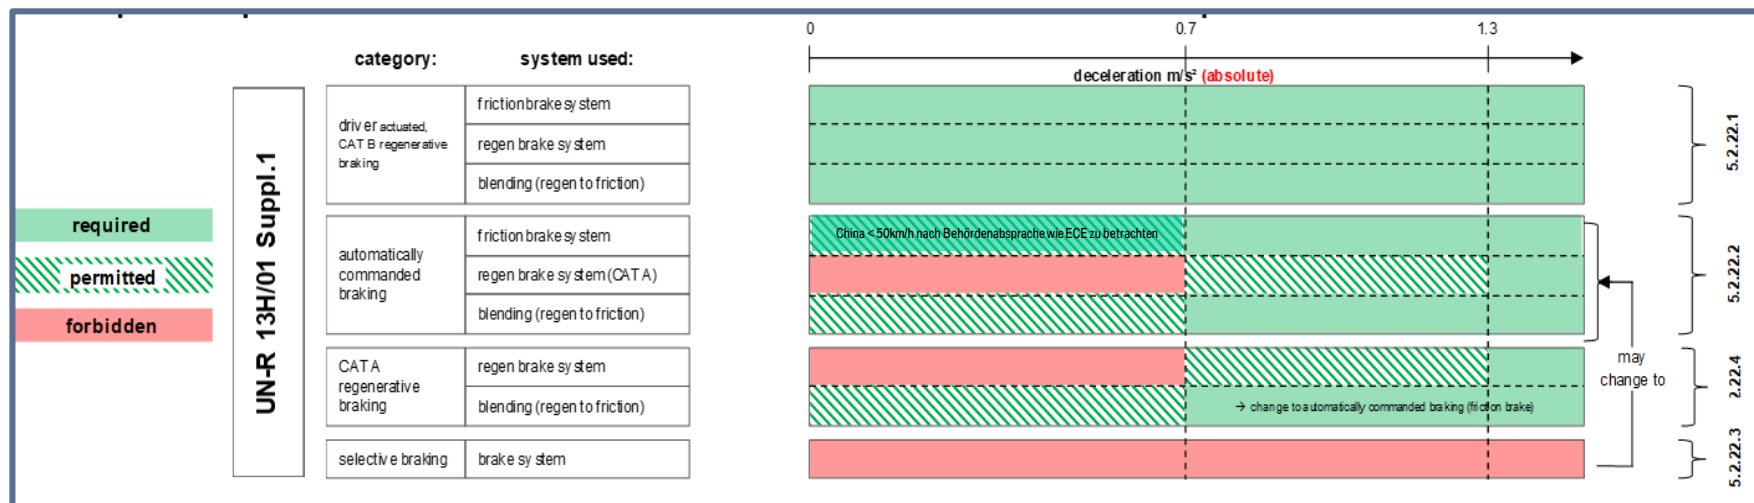 0
0.7
1.3
category:
system used:
deceleration m/s² (absolute)
UN-R 13H/01 Suppl.1
required
permitted
forbidden
driver actuated,
CAT B regenerative
braking
friction brake system
regen brake system
blending (regen to friction)
5.2.22.1
automatically
commanded
braking
friction brake system
China < 50km/h nach Behördenabsprache wie ECE zu betrachten
regen brake system (CAT A)
blending (regen to friction)
5.2.22.2
CAT A
regenerative
braking
regen brake system
blending (regen to friction)
→ change to automatically commanded braking (friction brake)
may
change to
2.22.4
selective braking
brake system
5.2.22.3